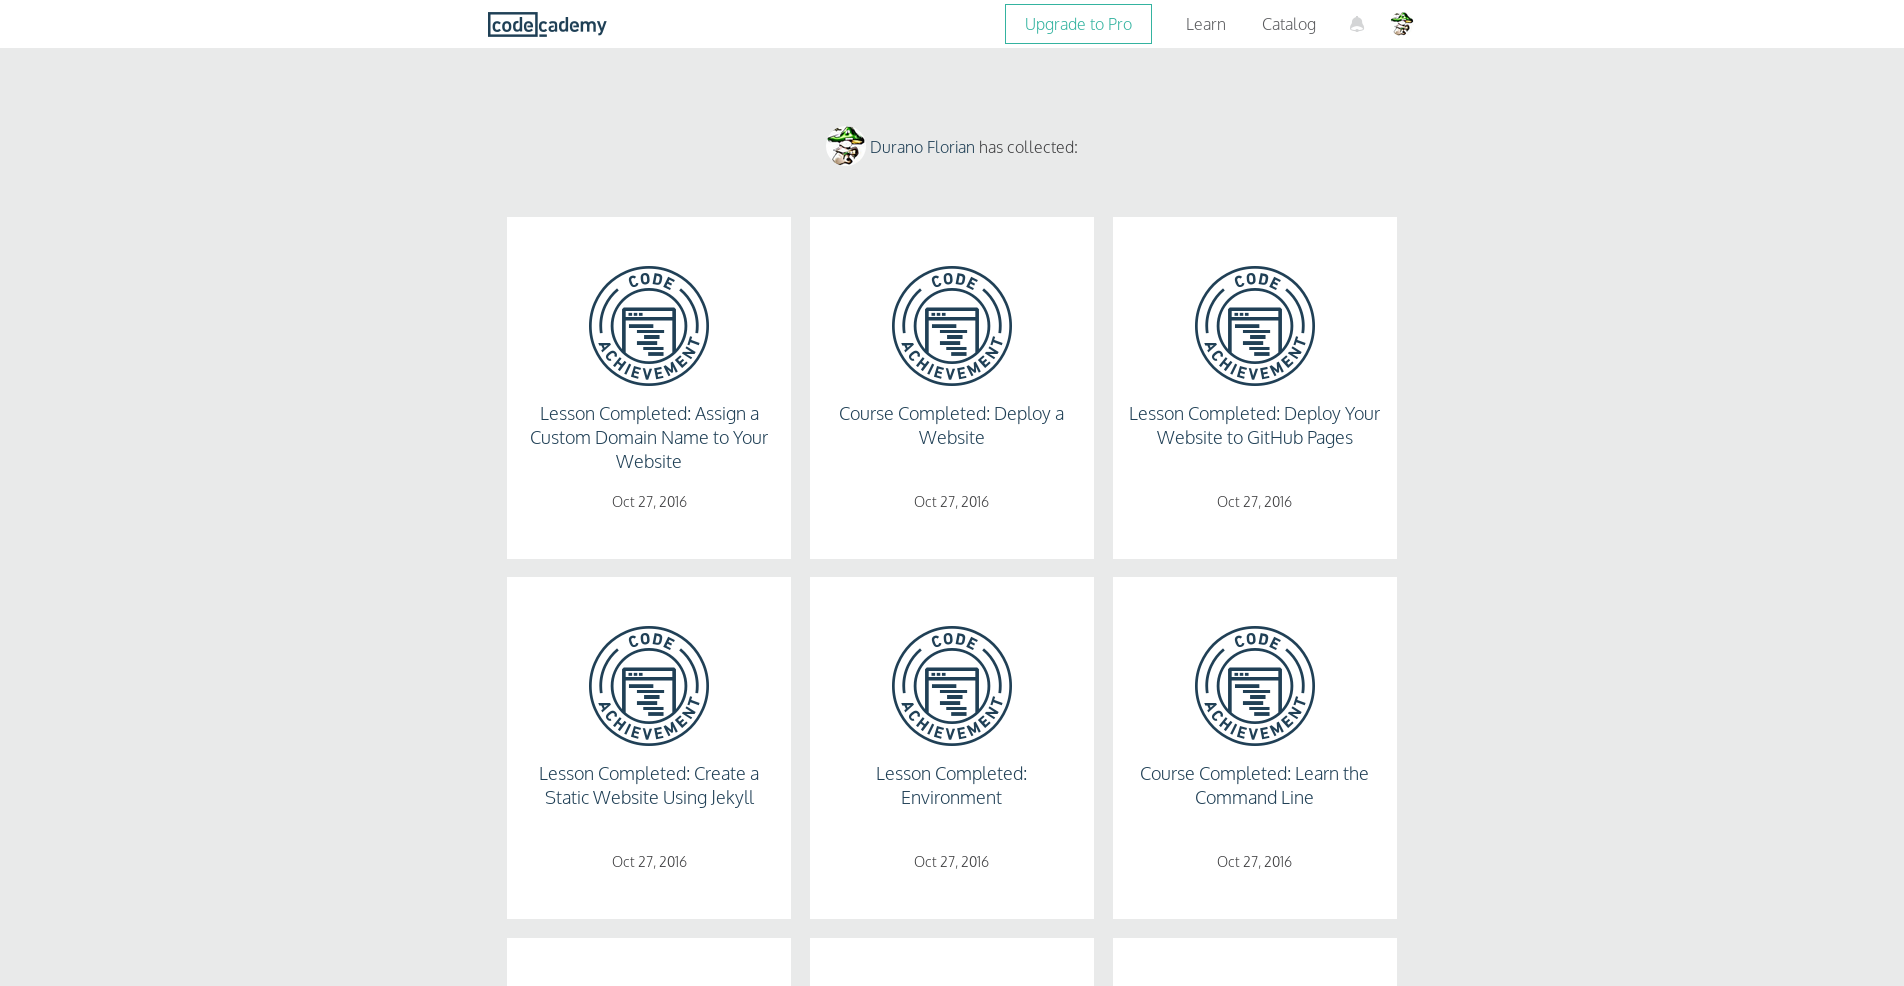 codecademy
Upgrade to Pro
Learn
Catalog
Durano Florian has collected:
CODE
ACHIEVEMENT
Lesson Completed: Assign a
Custom Domain Name to Your
Website
Oct 27, 2016
CODE
ACHIEVEMENT
Course Completed: Deploy a
Website
Oct 27, 2016
CODE
ACHIEVEMENT
Lesson Completed: Deploy Your
Website to GitHub Pages
Oct 27, 2016
CODE
ACHIEVEMENT
Lesson Completed: Create a
Static Website Using Jekyll
Oct 27, 2016
CODE
ACHIEVEMENT
Lesson Completed:
Environment
Oct 27, 2016
CODE
ACHIEVEMENT
Course Completed: Learn the
Command Line
Oct 27, 2016